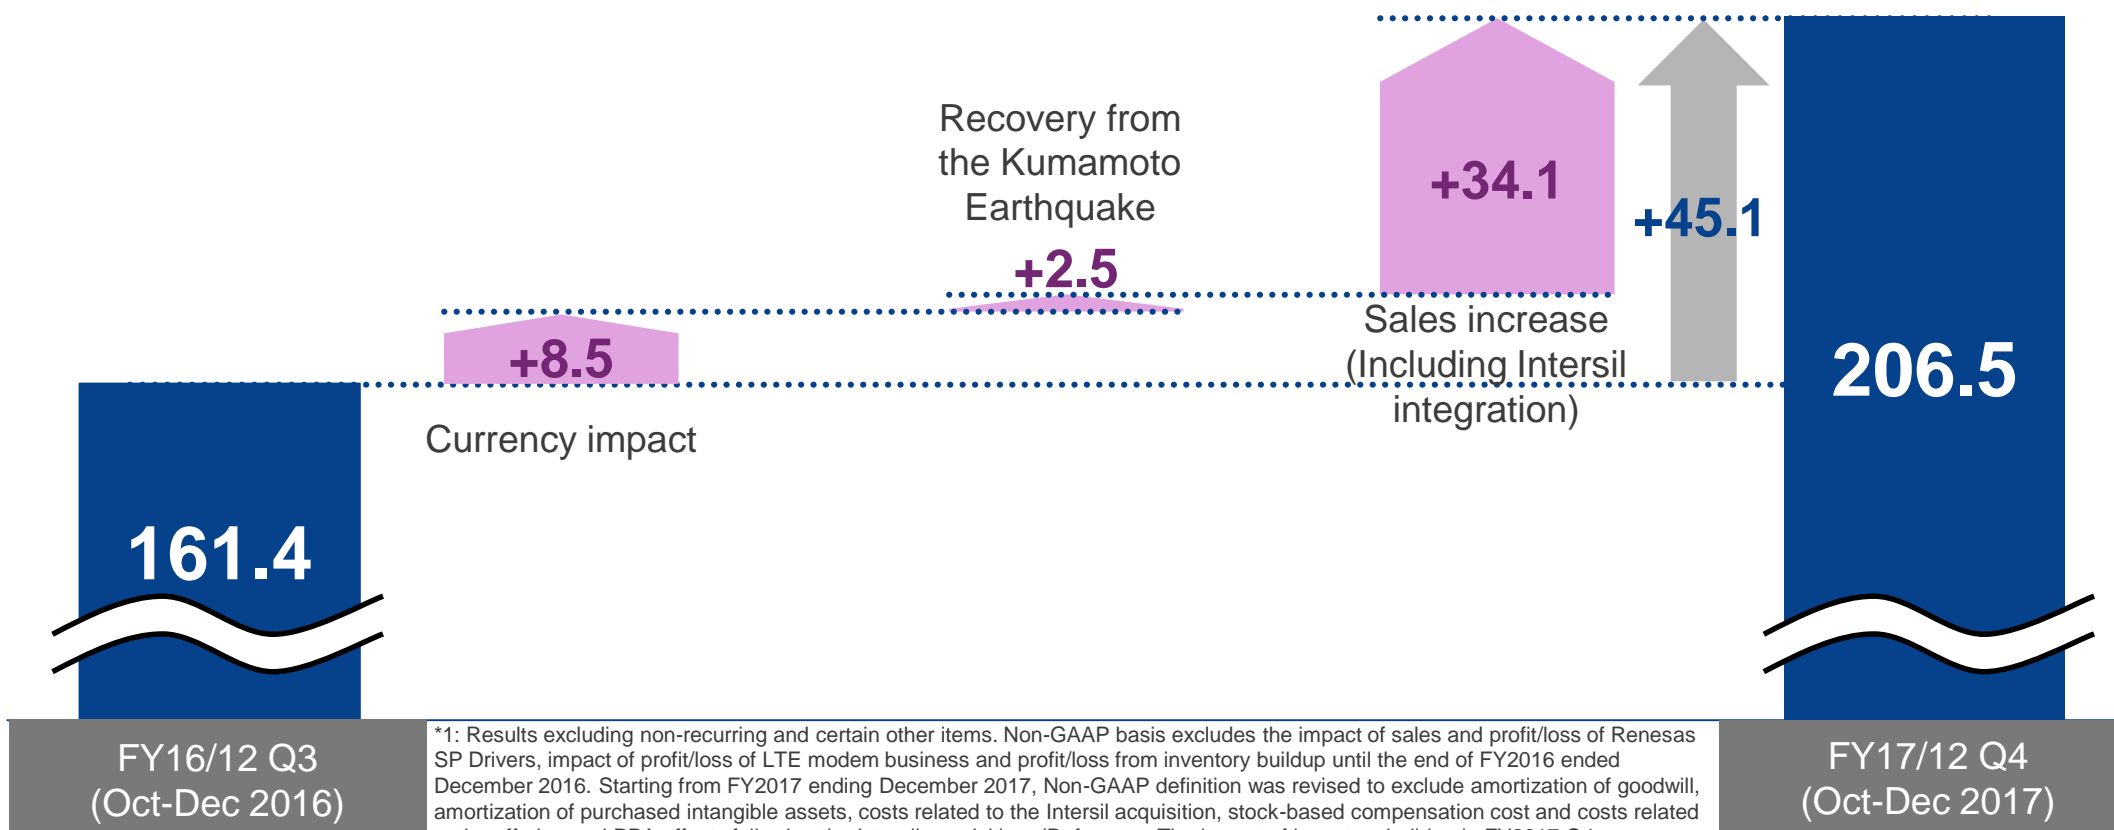 Recovery from
the Kumamoto
Earthquake
+2.5
+34.1
+45.1
+8.5
Currency impact
Sales increase
(Including Intersil
integration)
161.4
206.5
FY16/12 Q3
(Oct-Dec 2016)
*1: Results excluding non-recurring and certain other items. Non-GAAP basis excludes the impact of sales and profit/loss of Renesas
SP Drivers, impact of profit/loss of LTE modem business and profit/loss from inventory buildup until the end of FY2016 ended
December 2016. Starting from FY2017 ending December 2017, Non-GAAP definition was revised to exclude amortization of goodwill,
amortization of purchased intangible assets, costs related to the Intersil acquisition, stock-based compensation cost and costs related
FY17/12 Q4
(Oct-Dec 2017)